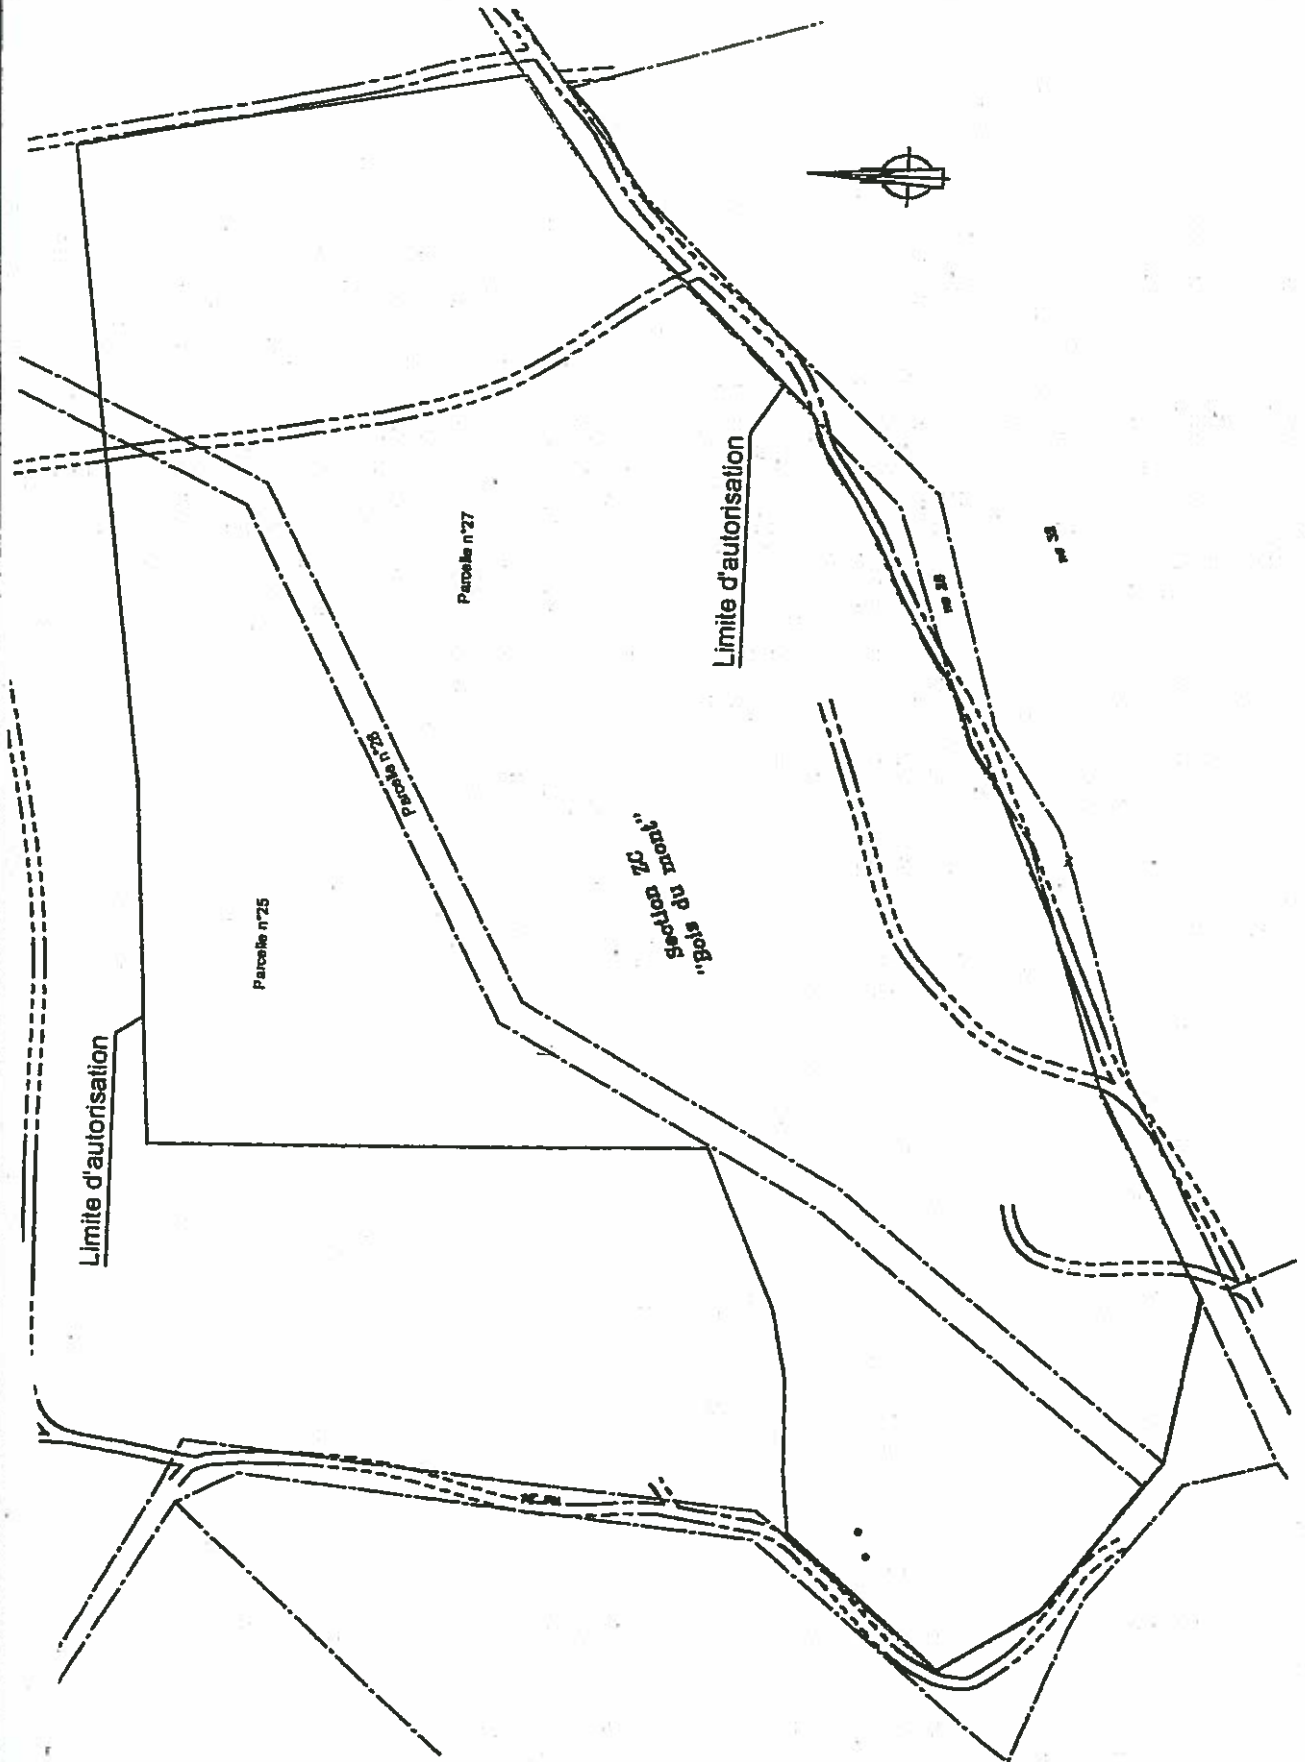 Limite d'autorisation
Parcelle n°25
Parcelle n°28
Parcelle n°27
Section ZC
"Bois du mont"
Limite d'autorisation